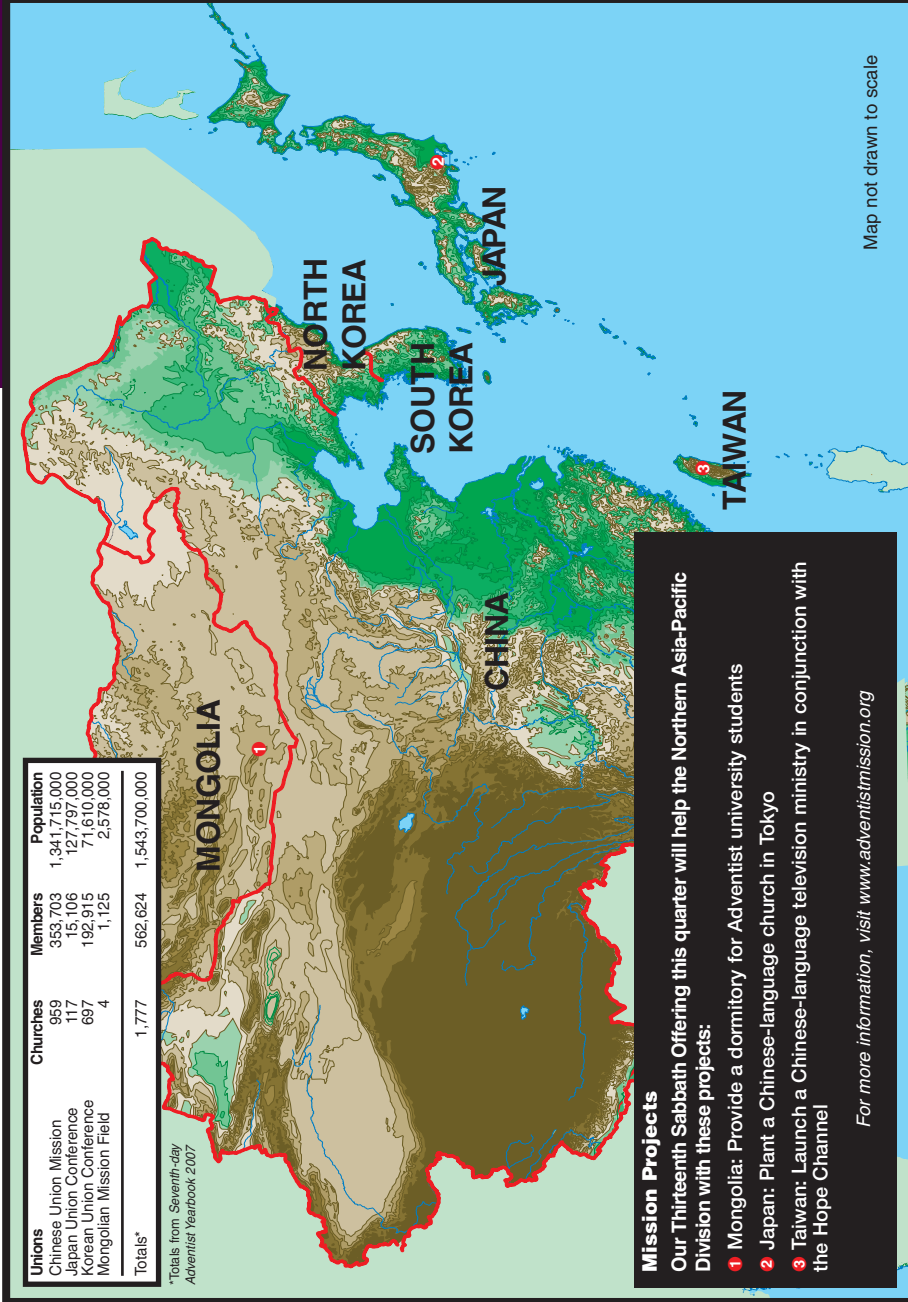 Unions Churches Members Population
Chinese Union Mission 959 353,703 1,341,715,000
Japan Union Conference 117 15,106 127,797,000
Korean Union Conference 697 192,915 71,610,000
Mongolian Mission Field 4 1,125 2,578,000
Totals* 1,777 562,624 1,543,700,000
*Totals from Seventh-day
Adventist Yearbook 2007
MONGOLIA
1
CHINA
NORTH
KOREA
SOUTH
KOREA
JAPAN
2
TAIWAN
3
Mission Projects
Our Thirteenth Sabbath Offering this quarter will help the Northern Asia-Pacific
Division with these projects:
1 Mongolia: Provide a dormitory for Adventist university students
2 Japan: Plant a Chinese-language church in Tokyo
3 Taiwan: Launch a Chinese-language television ministry in conjunction with
the Hope Channel
For more information, visit www.adventistmission.org
Map not drawn to scale